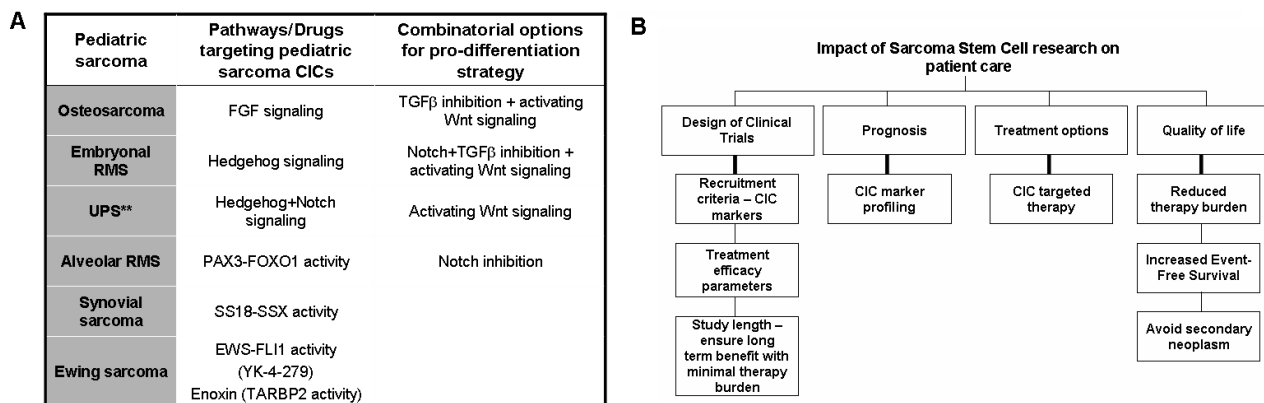 A
Pediatric
sarcoma
Pathways/Drugs
targeting pediatric
sarcoma CICs
Combinatorial options
for pro-differentiation
strategy
Osteosarcoma
FGF signaling
TGFβ inhibition + activating
Wnt signaling
Embryonal
RMS
Hedgehog signaling
Notch+TGFβ inhibition +
activating Wnt signaling
UPS**
Hedgehog+Notch
signaling
Activating Wnt signaling
Alveolar RMS
PAX3-FOXO1 activity
Notch inhibition
Synovial
sarcoma
SS18-SSX activity
Ewing sarcoma
EWS-FLI1 activity
(YK-4-279)
Enoxin (TARBP2 activity)
B
Impact of Sarcoma Stem Cell research on
patient care
Design of Clinical
Trials
Recruitment
criteria – CIC
markers
Treatment
efficacy
parameters
Study length –
ensure long
term benefit with
minimal therapy
burden
Prognosis
CIC marker
profiling
Treatment options
CIC targeted
therapy
Quality of life
Reduced
therapy burden
Increased Event-
Free Survival
Avoid secondary
neoplasm